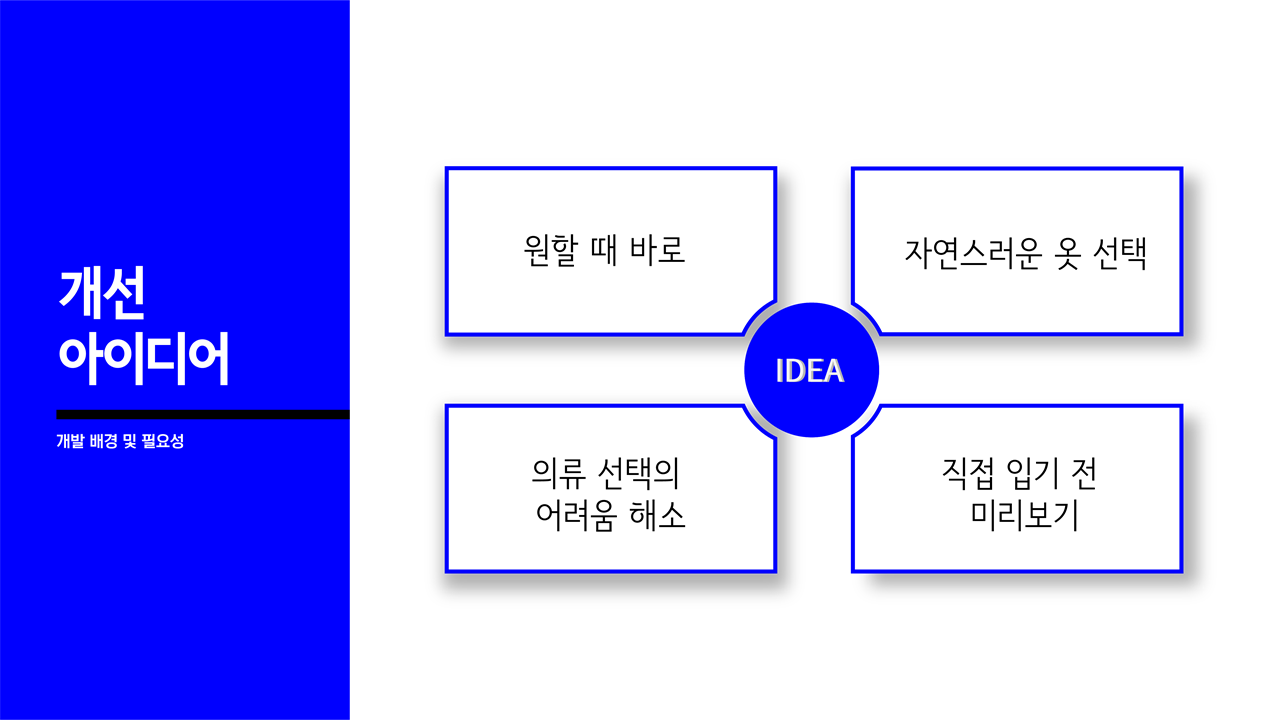 개선
아이디어
개발 배경 및 필요성
원할 때 바로
자연스러운 옷 선택
IDEA
의류 선택의
어려움 해소
직접 입기 전
미리보기